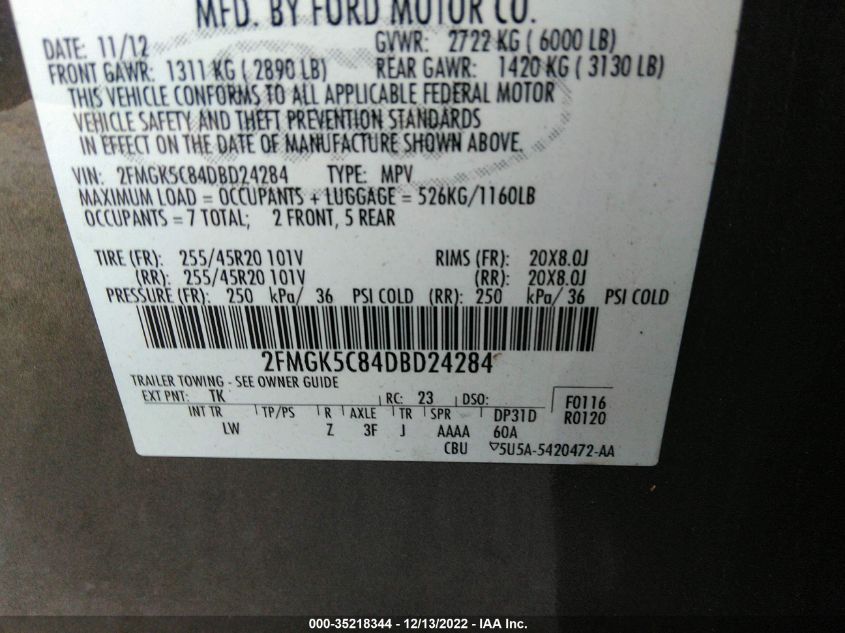 MFD. BY FORD MOTOR CO.
DATE: 11/12 GVWR: 2722 KG ( 6000 LB)
FRONT GAWR: 1311 KG ( 2890 LB) REAR GAWR: 1420 KG ( 3130 LB)
THIS VEHICLE CONFORMS TO ALL APPLICABLE FEDERAL MOTOR
VEHICLE SAFETY AND THEFT PREVENTION STANDARDS
IN EFFECT ON THE DATE OF MANUFACTURE SHOWN ABOVE.
VIN: 2FMGK5C84DBD24284 TYPE: MPV
MAXIMUM LOAD = OCCUPANTS + LUGGAGE = 526KG/1160LB
OCCUPANTS = 7 TOTAL; 2 FRONT, 5 REAR
TIRE (FR): 255/45R20 101V RIMS (FR): 20X8.0J
(RR): 255/45R20 101V (RR): 20X8.0J
PRESSURE (FR): 250 kPa/ 36 PSI COLD (RR): 250 kPa/ 36 PSI COLD
2FMGK5C84DBD24284
TRAILER TOWING - SEE OWNER GUIDE
EXT PNT: TK RC: 23 DSO: F0116
INT TR TP/PS R AXLE TR SPR DP31D R0120
LW Z 3F J AAAA 60A
CBU ▽5U5A-5420472-AA
000-35218344 - 12/13/2022 - IAA Inc.